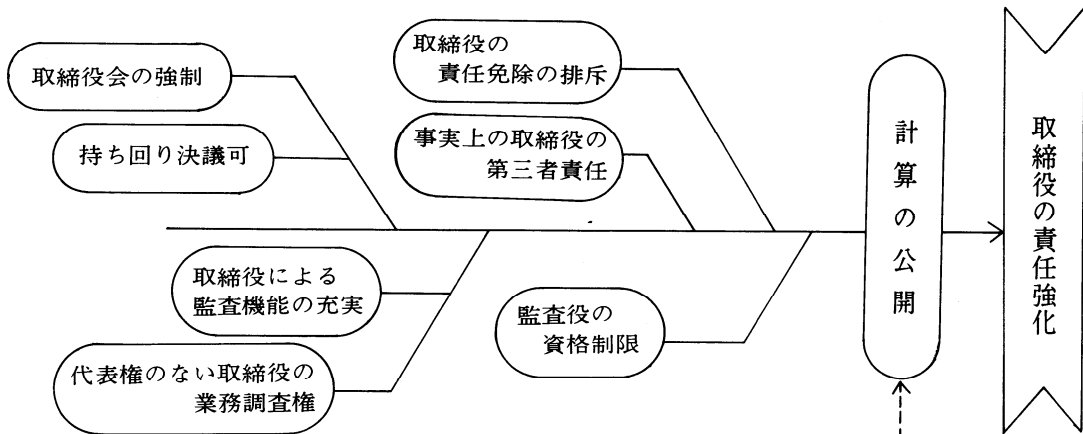 取締役会の強制
持ち回り決議可
取締役の
責任免除の排斥
事実上の取締役の
第三者責任
取締役による
監査機能の充実
代表権のない取締役の
業務調査権
監査役の
資格制限
計算の公開
取締役の責任強化